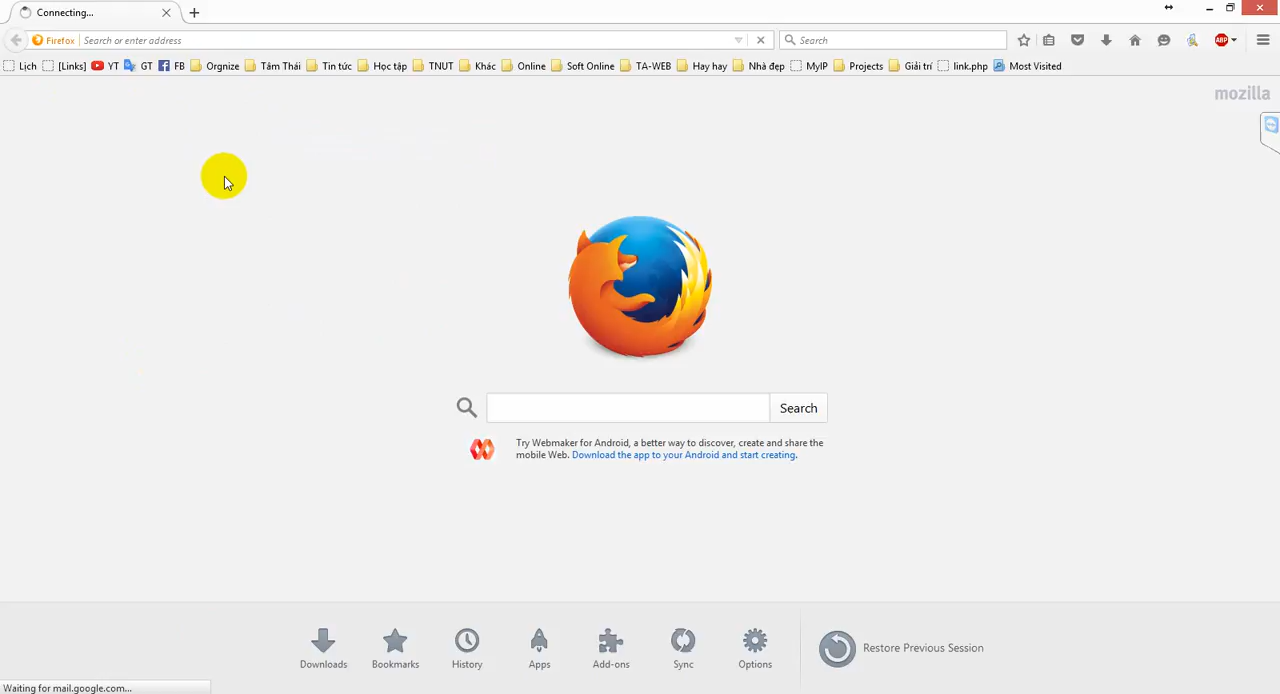 Connecting...
Firefox
Search or enter address
Search
ABP
Lịch
[Links]
YT
GT
FB
Orgnize
Tâm Thái
Tin tức
Học tập
TNUT
Khác
Online
Soft Online
TA-WEB
Hay hay
Nhà đẹp
MyIP
Projects
Giải trí
link.php
Most Visited
mozilla
Search
Try Webmaker for Android, a better way to discover, create and share the
mobile Web. Download the app to your Android and start creating.
Downloads
Bookmarks
History
Apps
Add-ons
Sync
Options
Restore Previous Session
Waiting for mail.google.com...